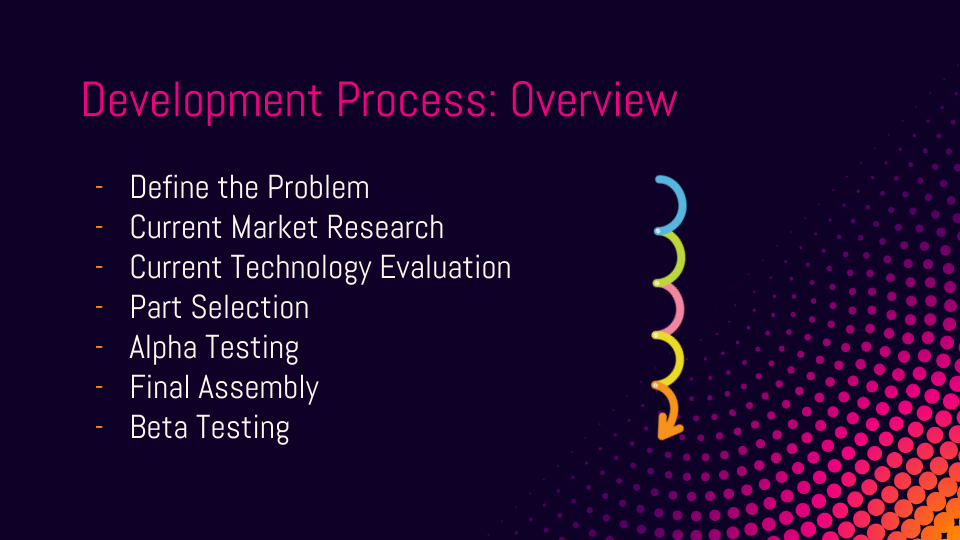 Development Process: Overview
- Define the Problem
- Current Market Research
- Current Technology Evaluation
- Part Selection
- Alpha Testing
- Final Assembly
- Beta Testing